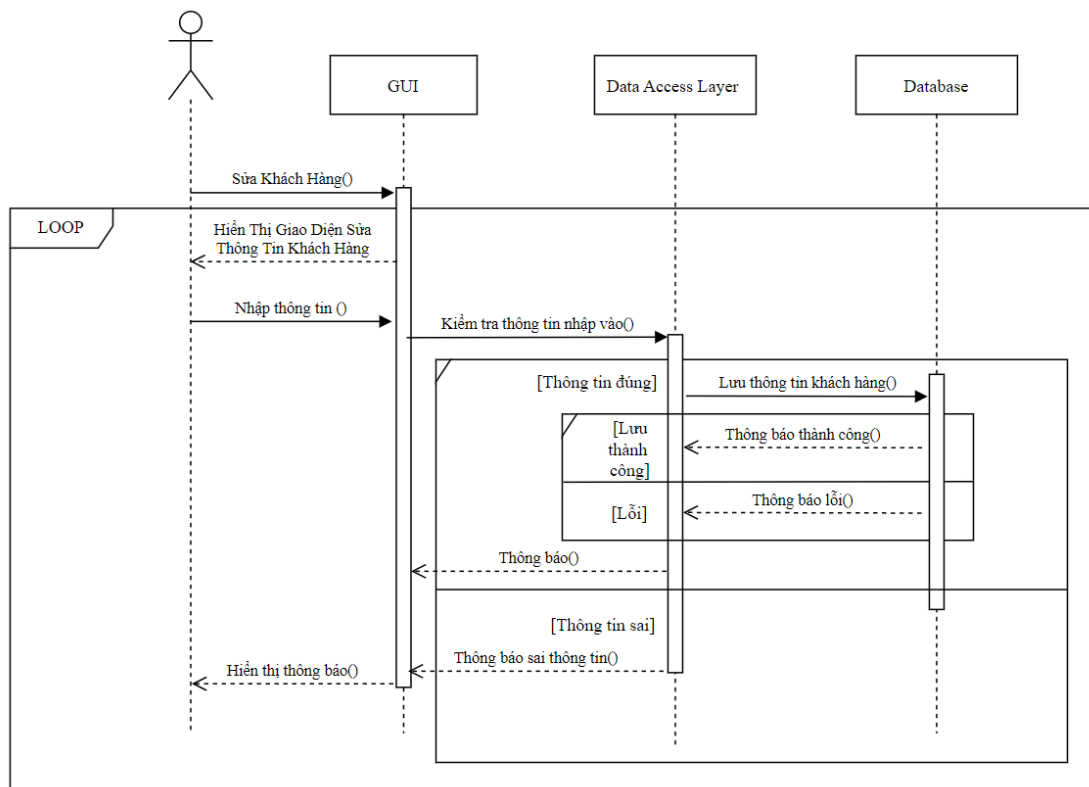 GUI
Data Access Layer
Database
Sửa Khách Hàng()
LOOP
Hiển Thị Giao Diện Sửa
Thông Tin Khách Hàng
Nhập thông tin ()
Kiểm tra thông tin nhập vào()
[Thông tin đúng]
Lưu thông tin khách hàng()
[Lưu
thành
công]
Thông báo thành công()
[Lỗi]
Thông báo lỗi()
Thông báo()
[Thông tin sai]
Thông báo sai thông tin()
Hiển thị thông báo()